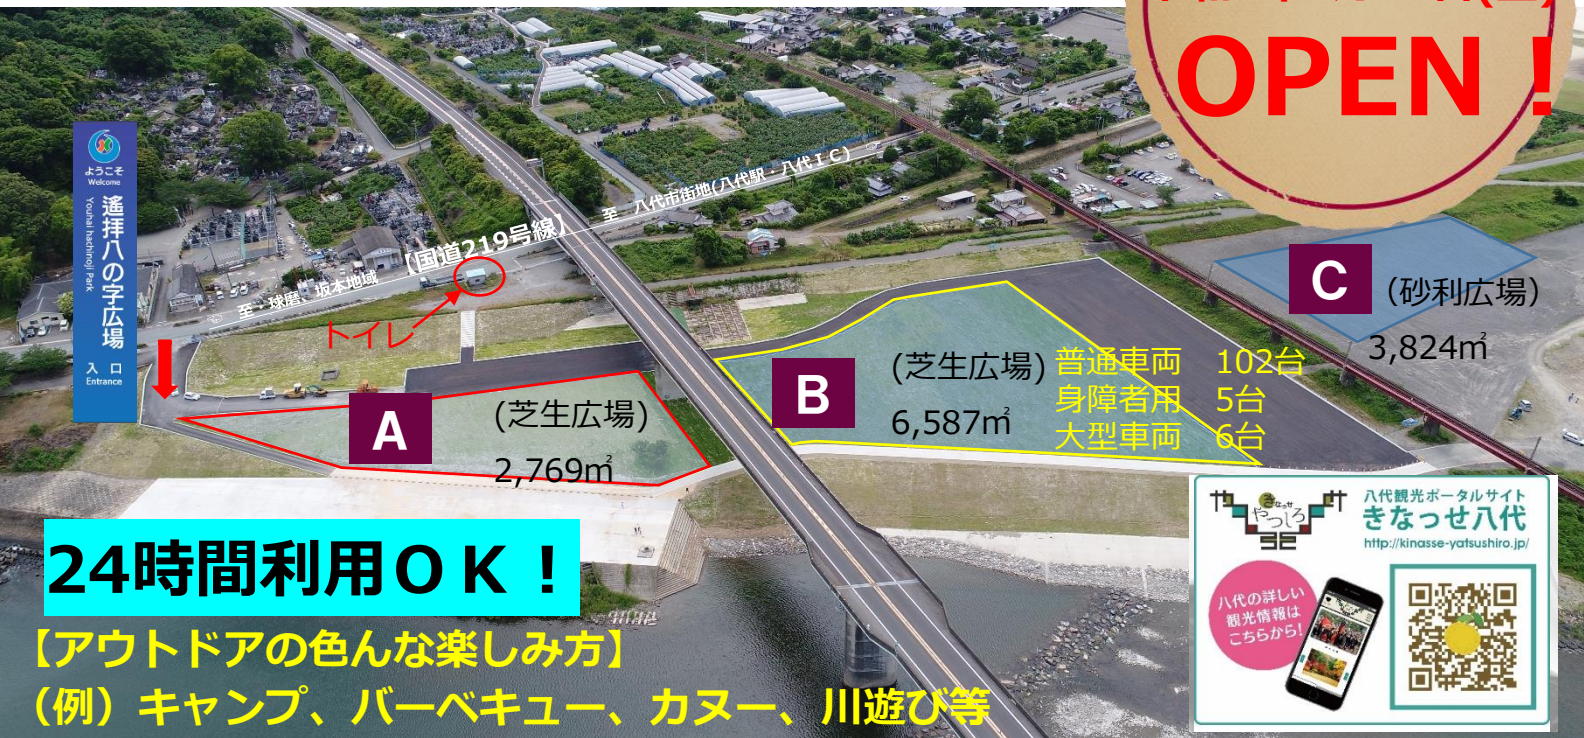 OPEN！
ようこそ
Welcome
遙拝八の字広場
Youhai hachinoji Park
入口
Entrance
至・球磨、坂本地域
【国道219号線】
至　八代市街地(八代駅・八代ＩＣ)
トイレ
A
(芝生広場)
2,769㎡
B
(芝生広場)
6,587㎡
普通車両　102台
身障者用　5台
大型車両　6台
C
（砂利広場）
3,824㎡
24時間利用ＯＫ！
【アウトドアの色んな楽しみ方】
（例）キャンプ、バーベキュー、カヌー、川遊び等
きなっせ
やつしろ
八代観光ポータルサイト
きなっせ八代
http://kinasse-yatsushiro.jp/
八代の詳しい
観光情報は
こちらから!